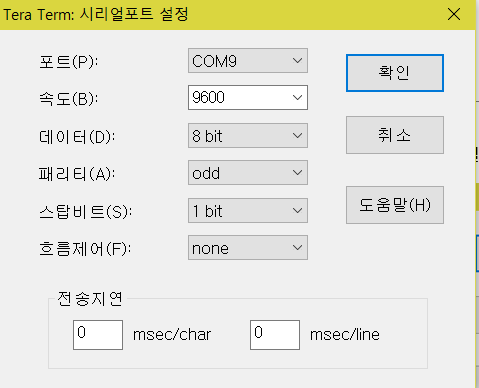 Tera Term: 시리얼포트 설정
포트(P): COM9 확인
속도(B): 9600
데이터(D): 8 bit 취소
패리티(A): odd
스탑비트(S): 1 bit 도움말(H)
흐름제어(F): none
전송지연
0 msec/char 0 msec/line